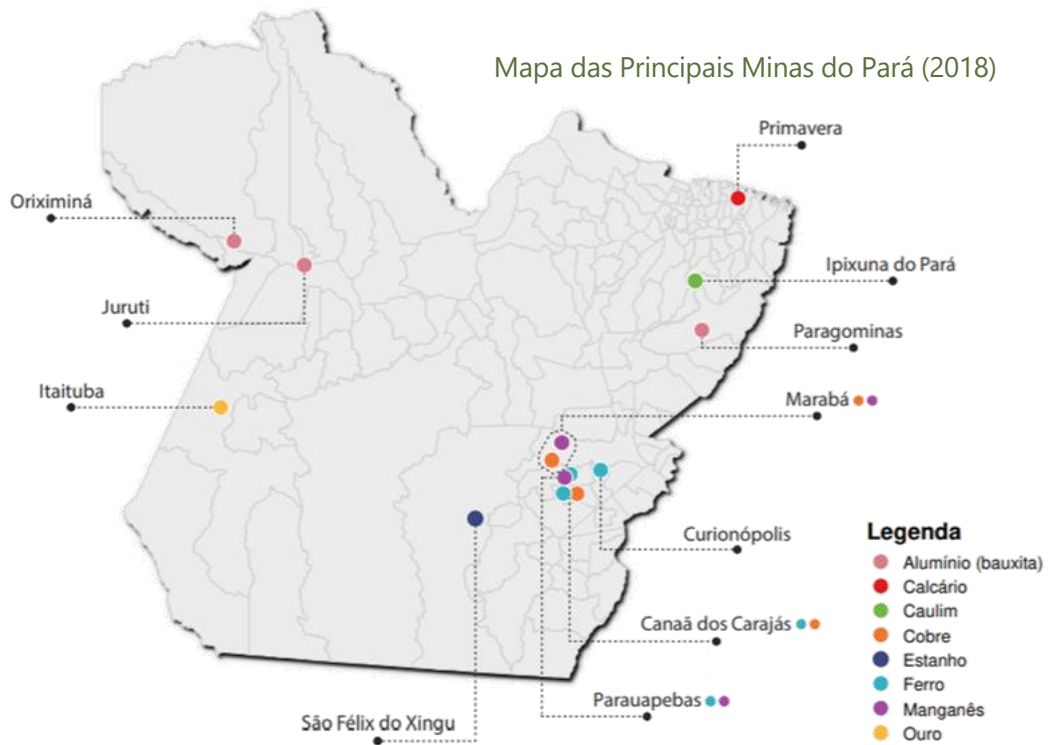 Mapa das Principais Minas do Pará (2018)
Primavera
Oriximiná
Ipixuna do Pará
Juruti
Paragominas
Itaituba
Marabá
Curionópolis
Canaã dos Carajás
Parauapebas
São Félix do Xingu
Legenda
Alumínio (bauxita)
Calcário
Caulim
Cobre
Estanho
Ferro
Manganês
Ouro